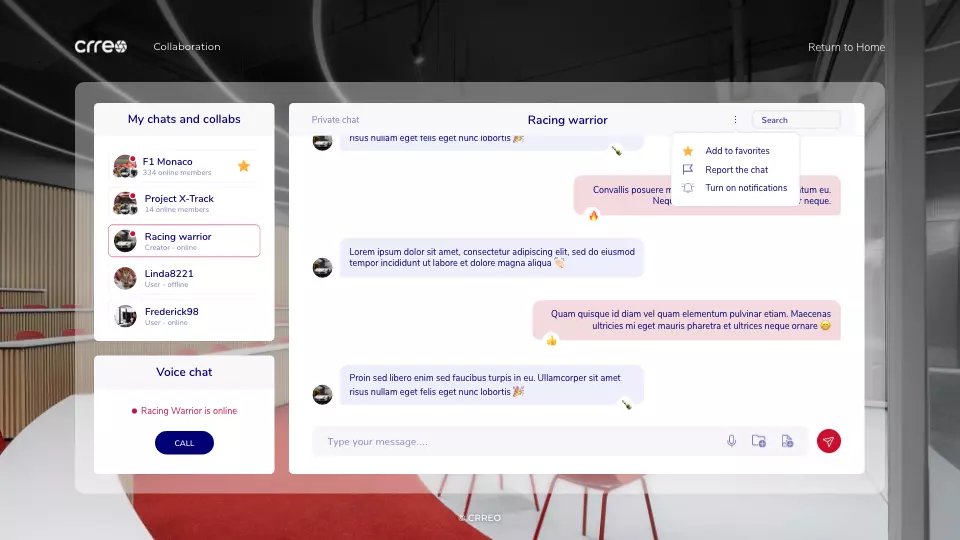 crreo
Collaboration
Return to Home
My chats and collabs
F1 Monaco
334 online members
Project X-Track
14 online members
Racing warrior
Creator - online
Linda8221
User - offline
Frederick98
User - online
Voice chat
Racing Warrior is online
CALL
Private chat
Racing warrior
Search
Add to favorites
Report the chat
Turn on notifications
risus nullam eget felis eget nunc lobortis 🎉
Convallis posuere
eu.
neque.
Lorem ipsum dolor sit amet, consectetur adipiscing elit, sed do eiusmod
tempor incididunt ut labore et dolore magna aliqua
Quam quisque id diam vel quam elementum pulvinar etiam. Maecenas
ultricies mi eget mauris pharetra et ultrices neque ornare 😄
Proin sed libero enim sed faucibus turpis in eu. Ullamcorper sit amet
risus nullam eget felis eget nunc lobortis 🎉
Type your message....
© CRREO